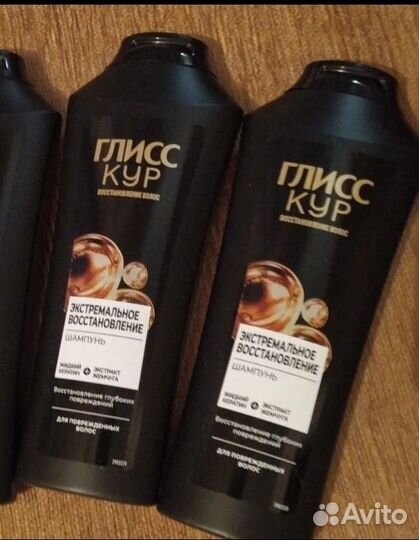 ГЛИСС
КУР
ВОССТАНОВЛЕНИЕ ВОЛОС
ЭКСТРЕМАЛЬНОЕ
ВОССТАНОВЛЕНИЕ
ШАМПУНЬ
ЖИДКИЙ
КЕРАТИН + ЭКСТРАКТ
ЖЕМЧУГА
Восстановление глубоких
повреждений
ДЛЯ ПОВРЕЖДЕННЫХ
ВОЛОС
ГЛИСС
КУР
ВОССТАНОВЛЕНИЕ ВОЛОС
ЭКСТРЕМАЛЬНОЕ
ВОССТАНОВЛЕНИЕ
ШАМПУНЬ
ЖИДКИЙ
КЕРАТИН + ЭКСТРАКТ
ЖЕМЧУГА
Восстановление глубоких
повреждений
ДЛЯ ПОВРЕЖДЕННЫХ
ВОЛОС
Avito